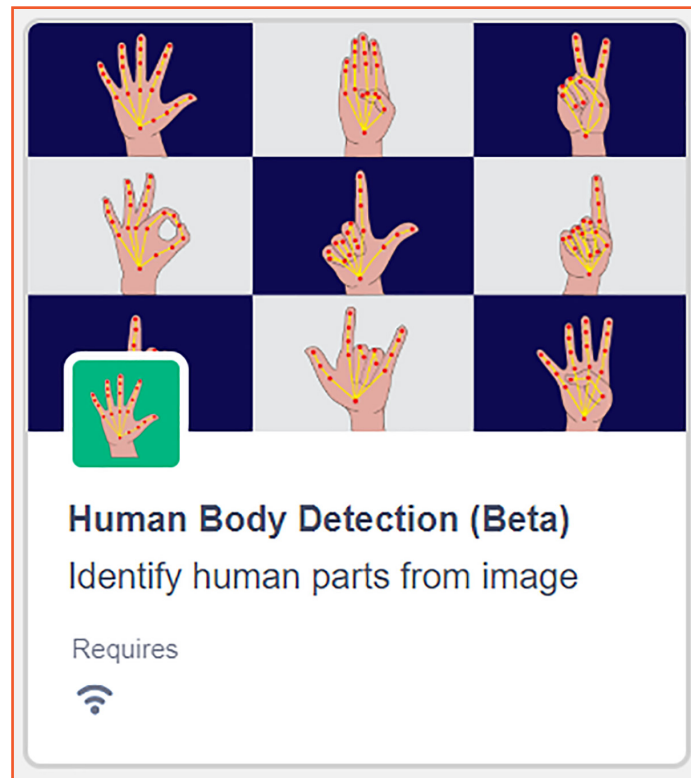 Human Body Detection (Beta)
Identify human parts from image
Requires